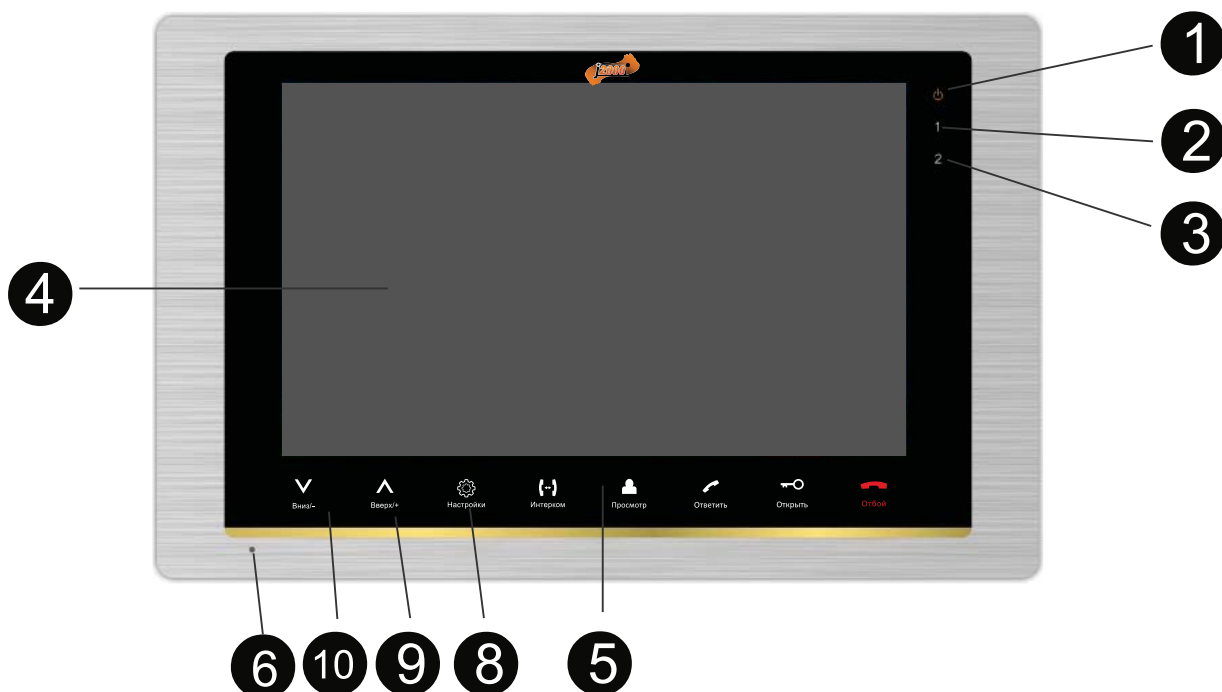 j2000
1
1
2
2
3
4
Вниз/–
Вверх/+
Настройки
Интерком
Просмотр
Ответить
Открыть
Отбой
6
10
9
8
5